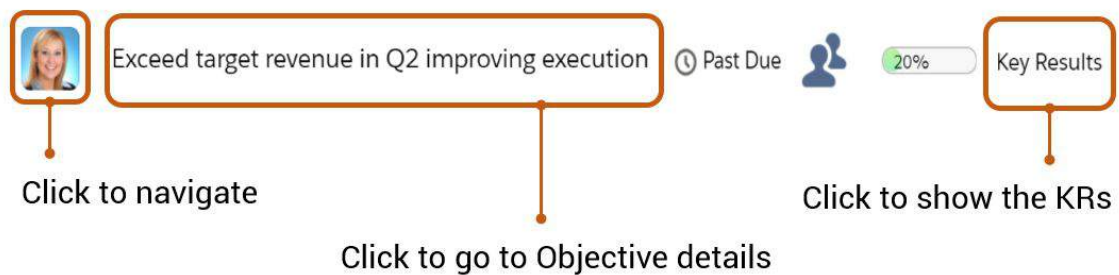 Exceed target revenue in Q2 improving execution Past Due 20% Key Results
Click to navigate
Click to show the KRs
Click to go to Objective details